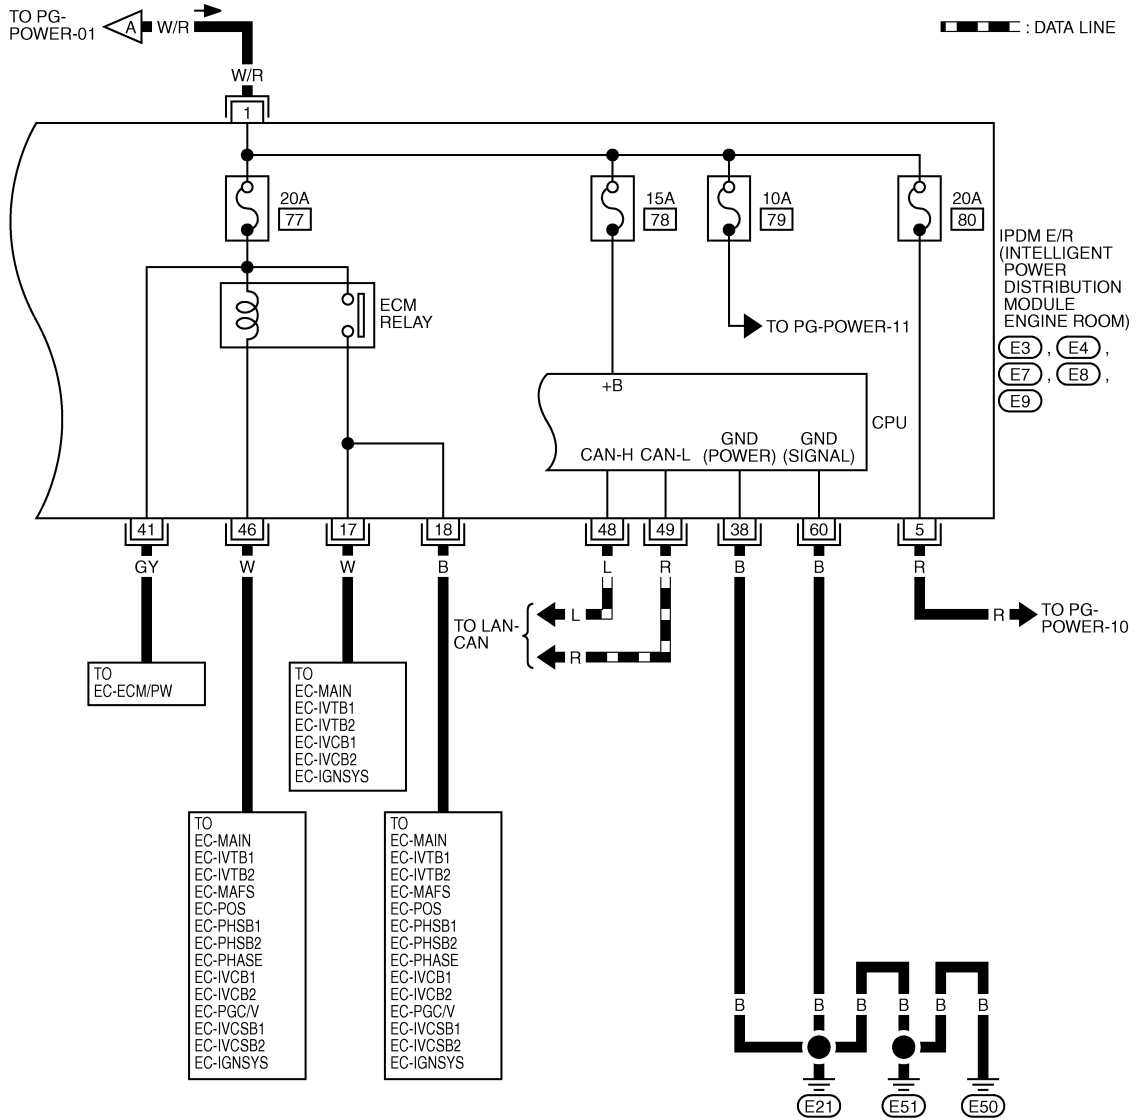 TO PG-
POWER-01
A
W/R
: DATA LINE
W/R
1
20A
77
15A
78
10A
79
20A
80
IPDM E/R
(INTELLIGENT
POWER
DISTRIBUTION
MODULE
ENGINE ROOM)
E3 , E4 ,
E7 , E8 ,
E9
ECM
RELAY
TO PG-POWER-11
+B
CPU
CAN-H
CAN-L
GND
(POWER)
GND
(SIGNAL)
41
46
17
18
48
49
38
60
5
GY
W
W
B
L
R
B
B
R
TO LAN-
CAN
L
R
R
TO PG-
POWER-10
TO
EC-ECM/PW
TO
EC-MAIN
EC-IVTB1
EC-IVTB2
EC-IVCB1
EC-IVCB2
EC-IGNSYS
TO
EC-MAIN
EC-IVTB1
EC-IVTB2
EC-MAFS
EC-POS
EC-PHSB1
EC-PHSB2
EC-PHASE
EC-IVCB1
EC-IVCB2
EC-PGC/V
EC-IVCSB1
EC-IVCSB2
EC-IGNSYS
TO
EC-MAIN
EC-IVTB1
EC-IVTB2
EC-MAFS
EC-POS
EC-PHSB1
EC-PHSB2
EC-PHASE
EC-IVCB1
EC-IVCB2
EC-PGC/V
EC-IVCSB1
EC-IVCSB2
EC-IGNSYS
B
B
B
B
B
B
E21
E51
E50